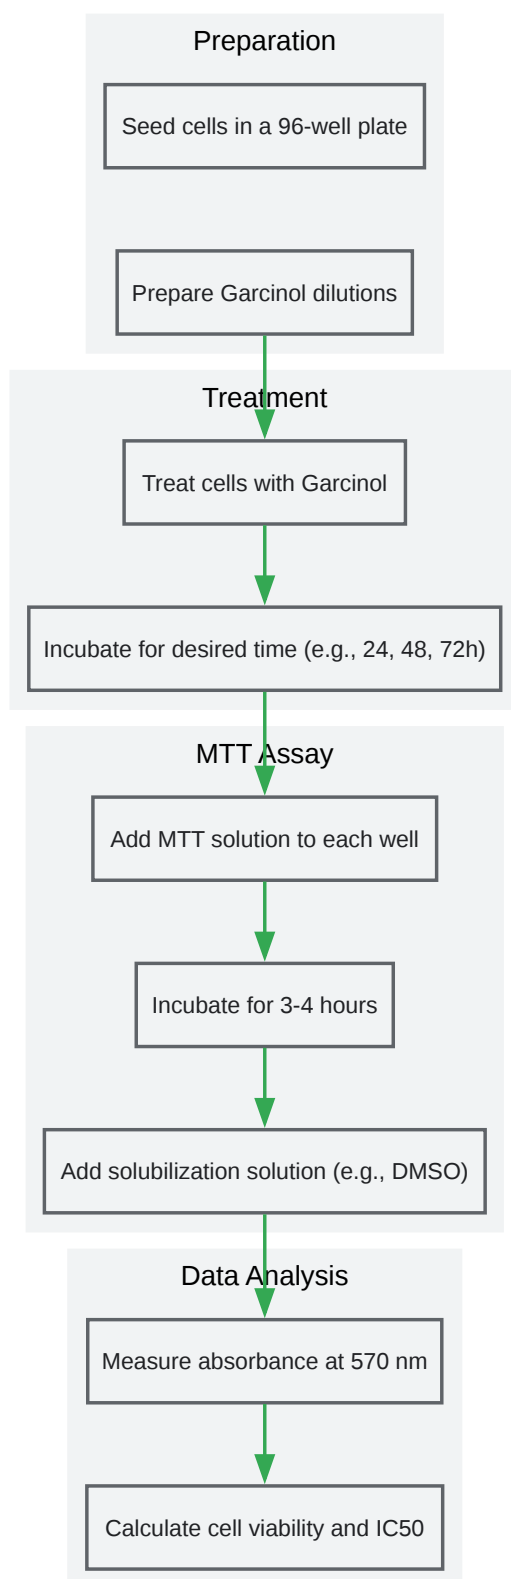 Preparation
Seed cells in a 96-well plate
Prepare Garcinol dilutions
Treatment
Treat cells with Garcinol
Incubate for desired time (e.g., 24, 48, 72h)
MTT Assay
Add MTT solution to each well
Incubate for 3-4 hours
Add solubilization solution (e.g., DMSO)
Data Analysis
Measure absorbance at 570 nm
Calculate cell viability and IC50